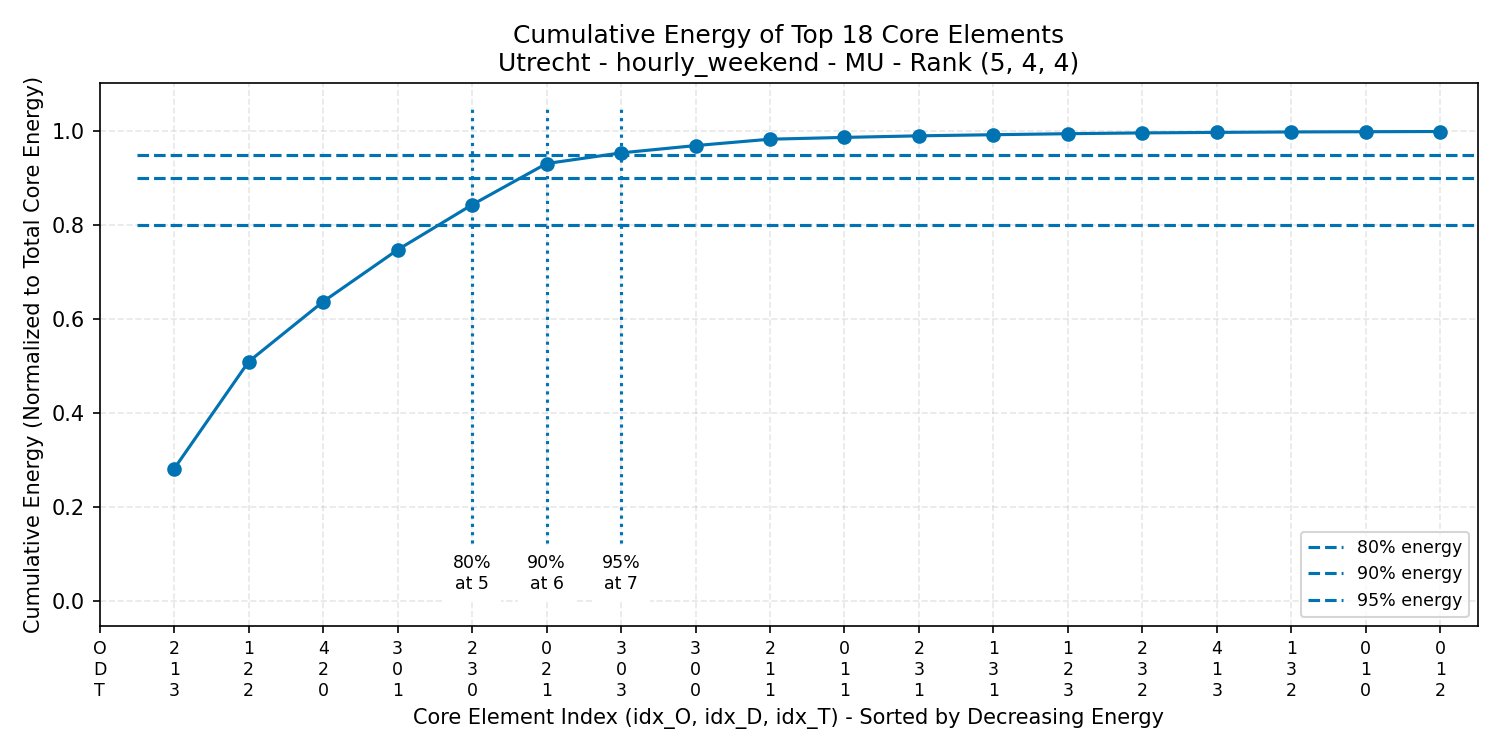 Cumulative Energy of Top 18 Core Elements
Utrecht - hourly_weekend - MU - Rank (5, 4, 4)
Cumulative Energy (Normalized to Total Core Energy)
1.0
0.8
0.6
0.4
0.2
0.0
80%
at 5
90%
at 6
95%
at 7
80% energy
90% energy
95% energy
O 2 1 4 3 2 0 3 3 2 0 2 1 1 2 4 1 0 0
D 1 2 2 0 3 2 0 0 1 1 3 3 2 3 1 3 1 1
T 3 2 0 1 0 1 3 0 1 1 1 1 3 2 3 2 0 2
Core Element Index (idx_O, idx_D, idx_T) - Sorted by Decreasing Energy